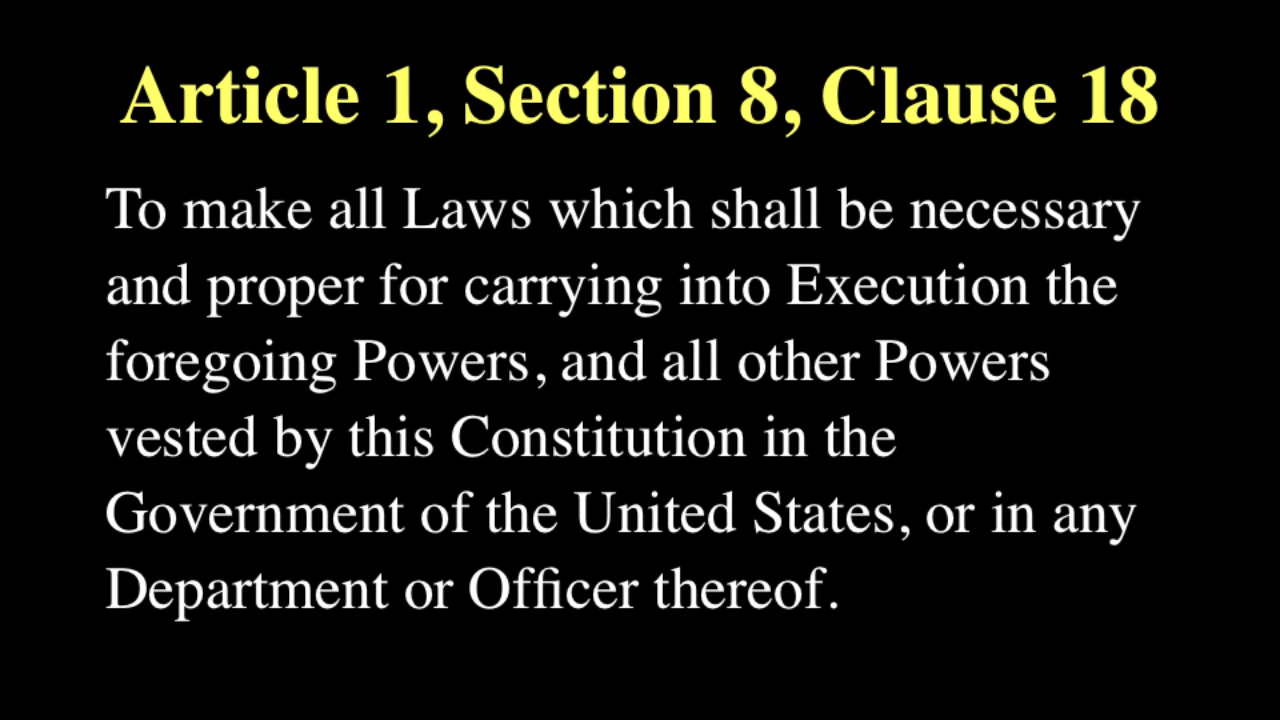 Article 1, Section 8, Clause 18
To make all Laws which shall be necessary
and proper for carrying into Execution the
foregoing Powers, and all other Powers
vested by this Constitution in the
Government of the United States, or in any
Department or Officer thereof.